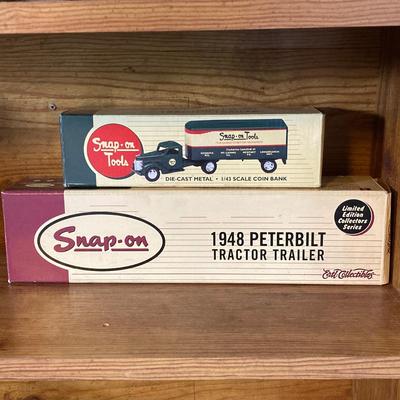 Snap-on
Tools
Snap-on Tools
DIE-CAST METAL • 1/43 SCALE COIN BANK
Snap-on
1948 PETERBILT
TRACTOR TRAILER
Limited
Edition
Collectors
Series
Ertl Collectibles